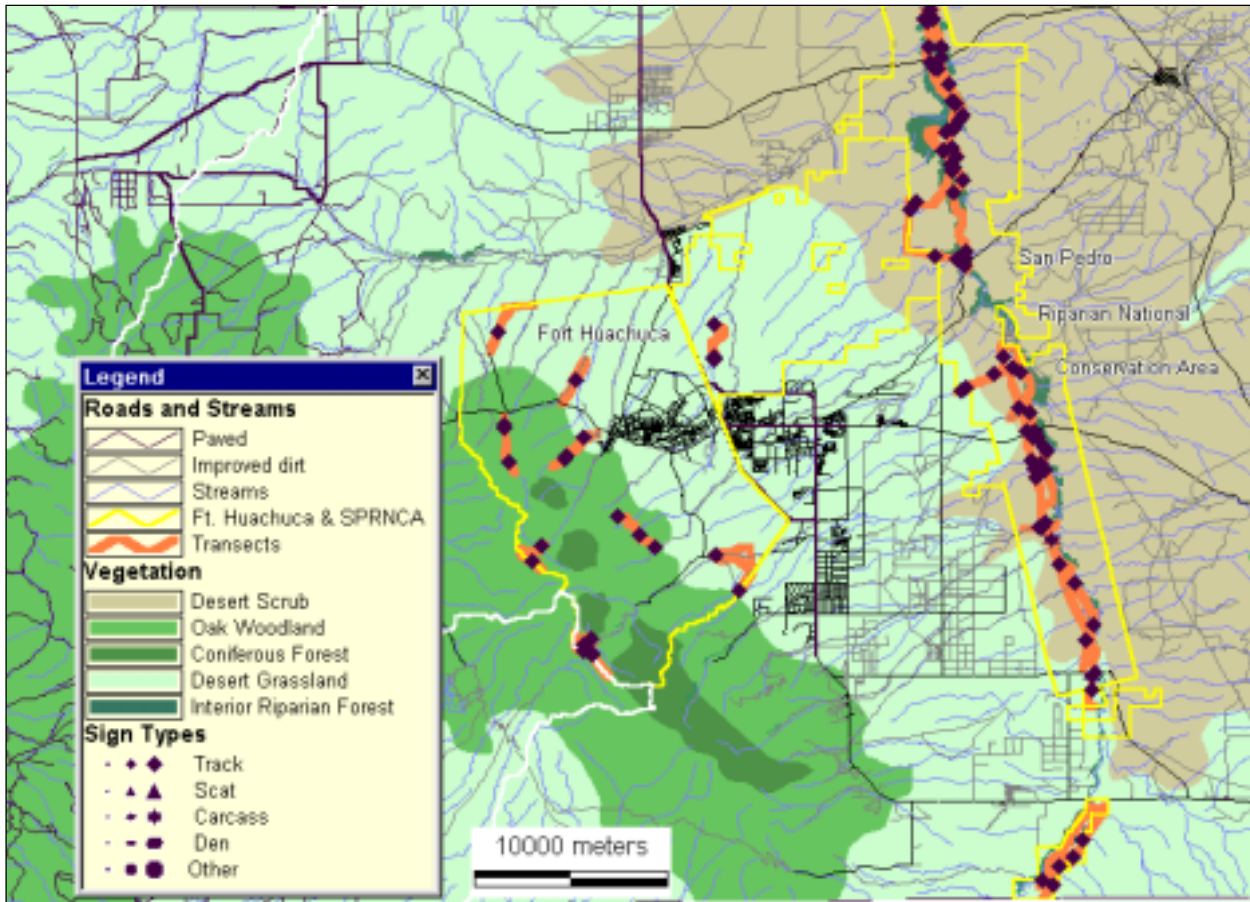 San Pedro
Riparian National
Conservation Area
Fort Huachuca
Legend
Roads and Streams
Paved
Improved dirt
Streams
Ft. Huachuca & SPRNCA
Transects
Vegetation
Desert Scrub
Oak Woodland
Coniferous Forest
Desert Grassland
Interior Riparian Forest
Sign Types
Track
Scat
Carcass
Den
Other
10000 meters